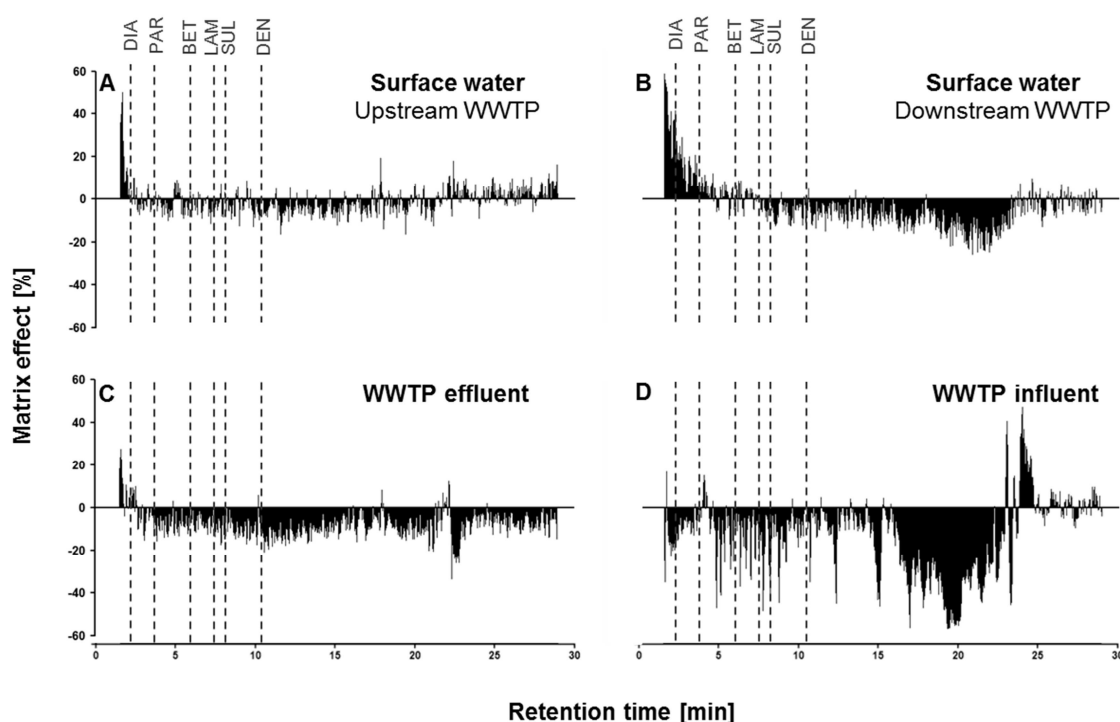 DIA PAR BET LAM SUL DEN
DIA PAR BET LAM SUL DEN
A
Surface water
Upstream WWTP
60
40
20
0
-20
-40
-60
B
Surface water
Downstream WWTP
Matrix effect [%]
C
WWTP effluent
60
40
20
0
-20
-40
-60
0 5 10 15 20 25 30
D
WWTP influent
0 5 10 15 20 25 30
Retention time [min]